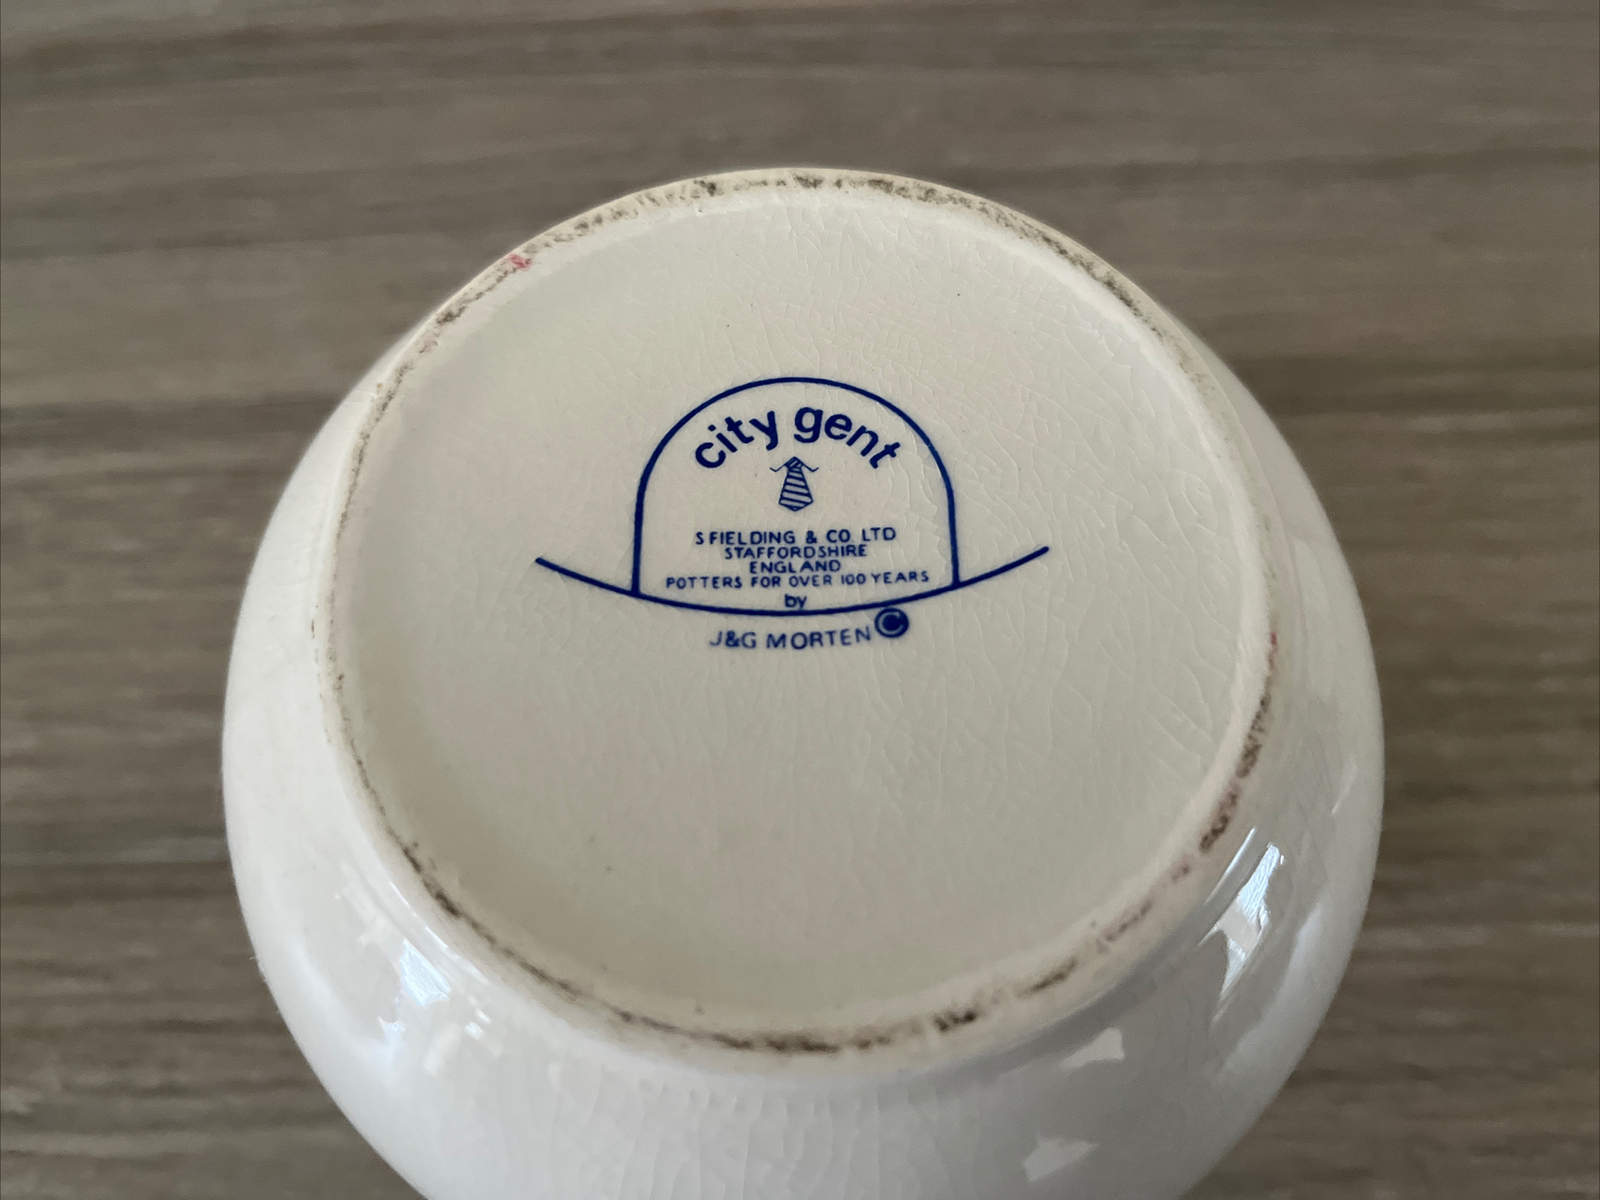 city gent
S FIELDING & CO LTD
STAFFORDSHIRE
ENGLAND
POTTERS FOR OVER 100 YEARS
by
J&G MORTEN ©